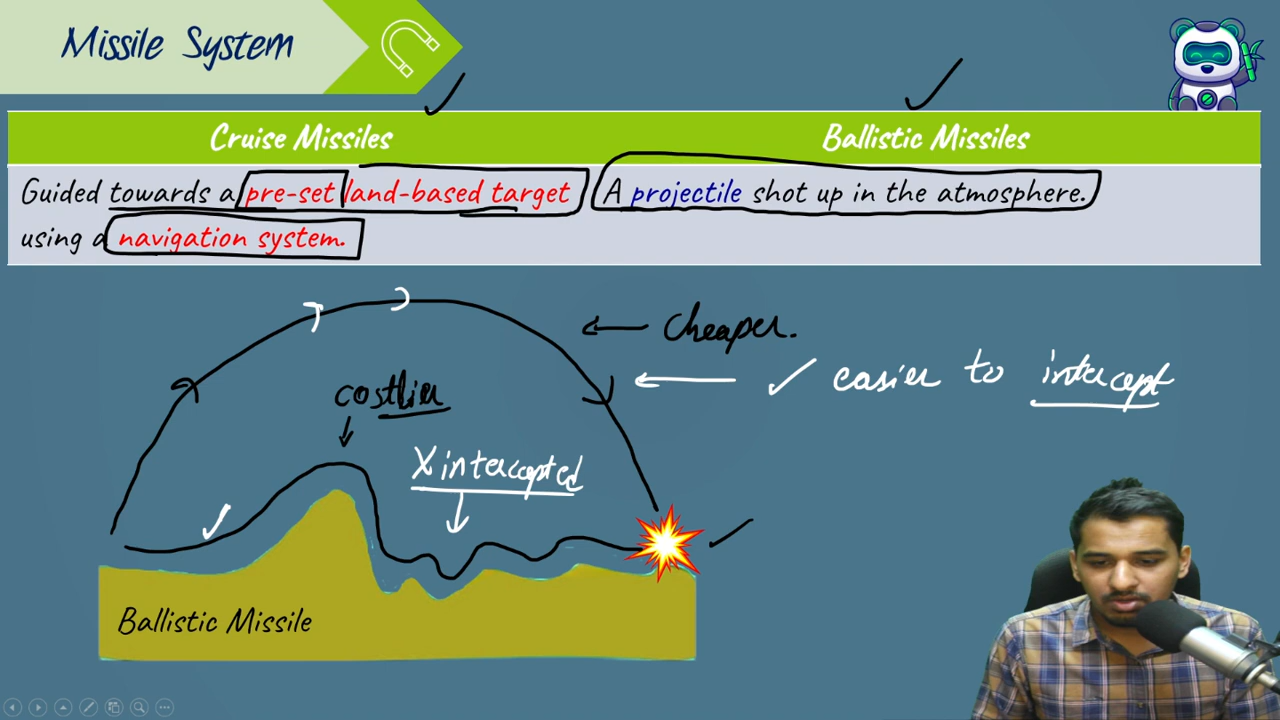 Missile System
Cruise Missiles
Ballistic Missiles
Guided towards a pre-set land-based target
using a navigation system.
A projectile shot up in the atmosphere.
cheaper.
easier to intercept
costlier
X intercepted
Ballistic Missile